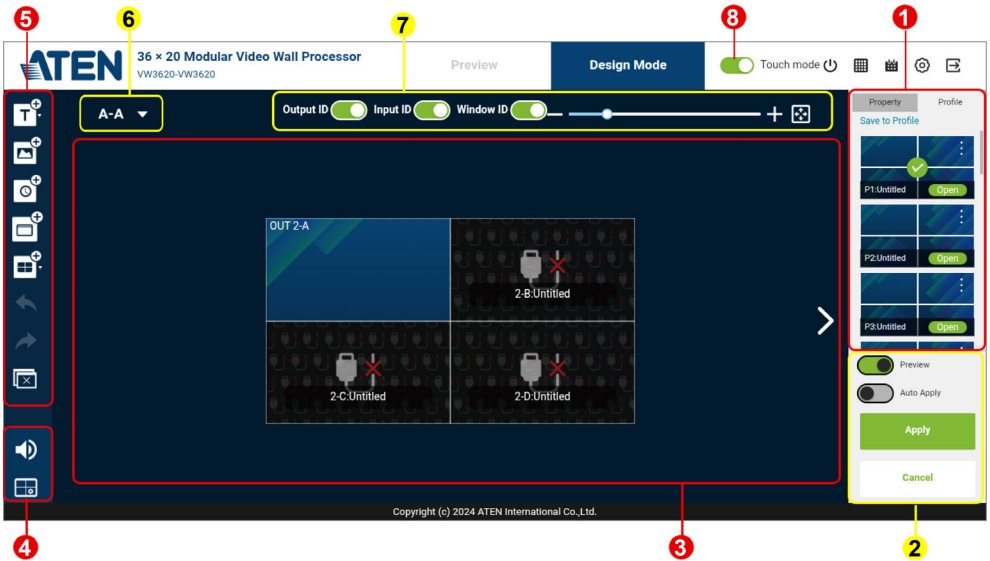 5
6
7
8
1
ATEN
36 × 20 Modular Video Wall Processor
VW3620-VW3620
Preview
Design Mode
Touch mode
A-A
Output ID
Input ID
Window ID
Property
Profile
Save to Profile
T
P1:Untitled
Open
P2:Untitled
Open
P3:Untitled
Open
OUT 2-A
2-B:Untitled
2-C:Untitled
2-D:Untitled
Preview
Auto Apply
Apply
Cancel
Copyright (c) 2024 ATEN International Co.,Ltd.
4
3
2